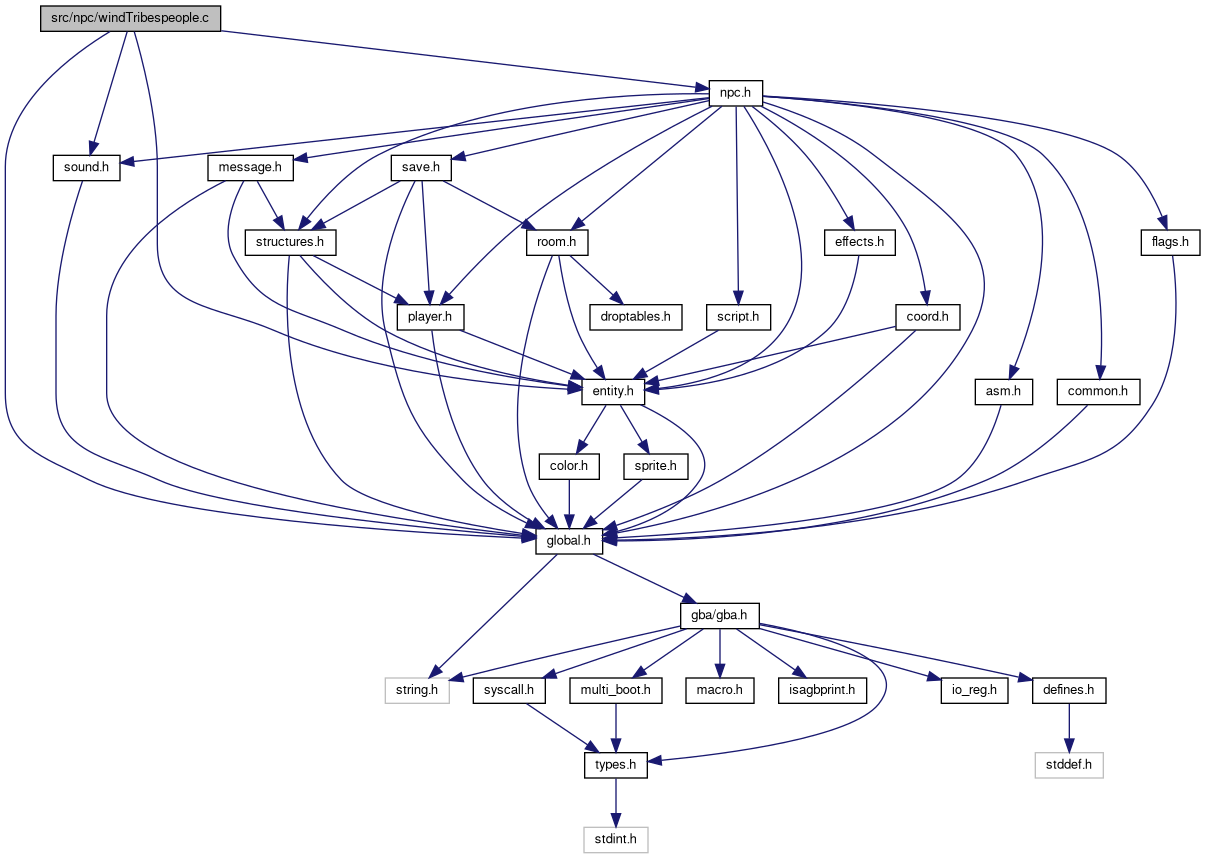 src/npc/windTribespeople.c
npc.h
sound.h
message.h
save.h
structures.h
room.h
effects.h
flags.h
player.h
droptables.h
script.h
coord.h
entity.h
asm.h
common.h
color.h
sprite.h
global.h
gba/gba.h
string.h
syscall.h
multi_boot.h
macro.h
isagbprint.h
io_reg.h
defines.h
types.h
stddef.h
stdint.h